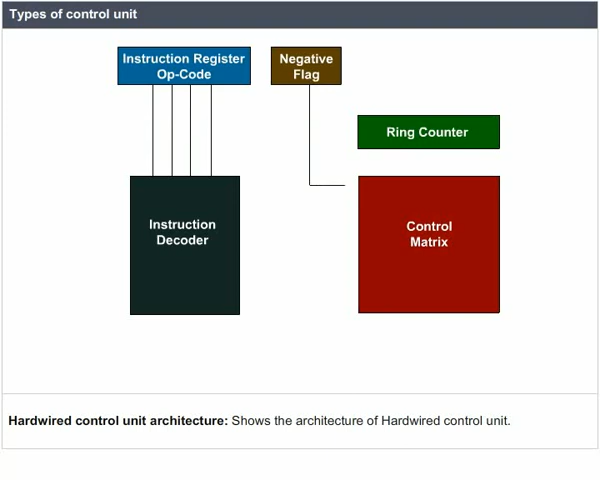 Types of control unit
Instruction Register
Op-Code
Negative
Flag
Ring Counter
Instruction
Decoder
Control
Matrix
Hardwired control unit architecture: Shows the architecture of Hardwired control unit.